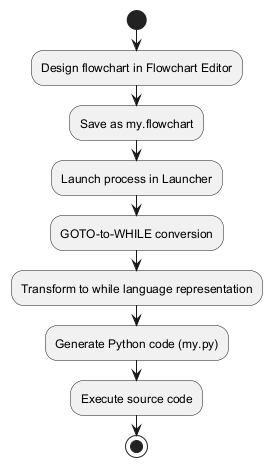 Design flowchart in Flowchart Editor
Save as my.flowchart
Launch process in Launcher
GOTO-to-WHILE conversion
Transform to while language representation
Generate Python code (my.py)
Execute source code